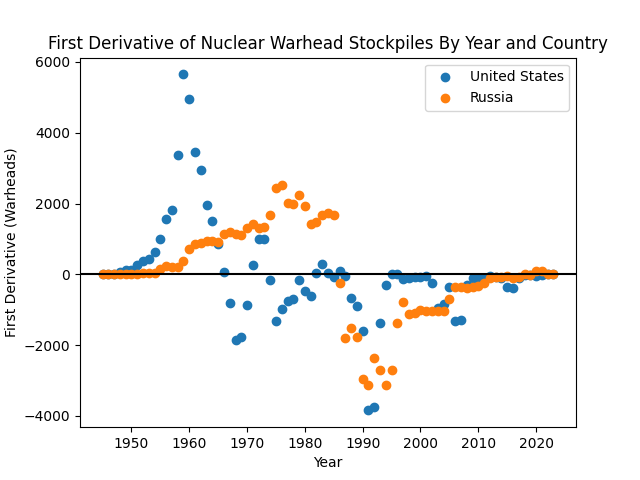 First Derivative of Nuclear Warhead Stockpiles By Year and Country
United States
Russia
First Derivative (Warheads)
6000
4000
2000
0
−2000
−4000
1950 1960 1970 1980 1990 2000 2010 2020
Year